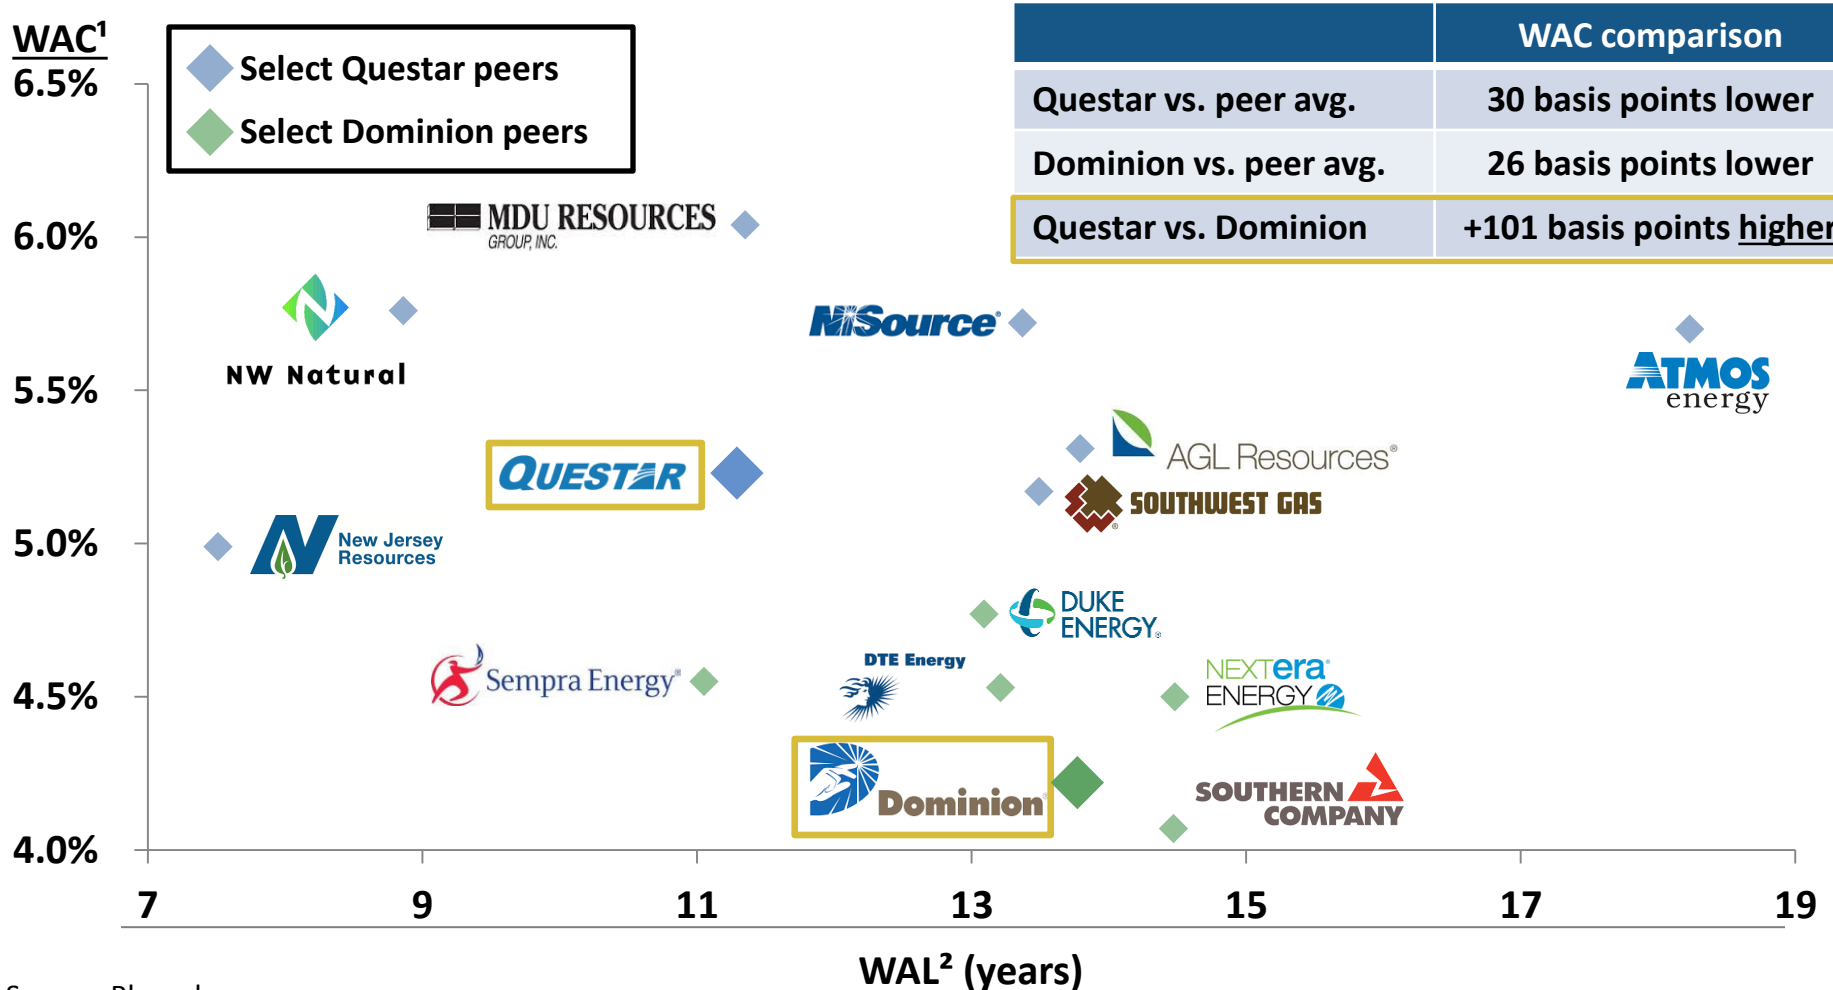 WAC¹
6.5%
6.0%
5.5%
5.0%
4.5%
4.0%
Select Questar peers
Select Dominion peers
WAC comparison
Questar vs. peer avg. 30 basis points lower
Dominion vs. peer avg. 26 basis points lower
Questar vs. Dominion +101 basis points higher
MDU RESOURCES
GROUP, INC.
NW Natural
NiSource®
ATMOS
energy
AGL Resources®
QUESTAR
SOUTHWEST GAS
®
New Jersey
Resources
DUKE
ENERGY®
Sempra Energy®
DTE Energy
NEXTera®
ENERGY
Dominion®
SOUTHERN
COMPANY
7 9 11 13 15 17 19
WAL² (years)